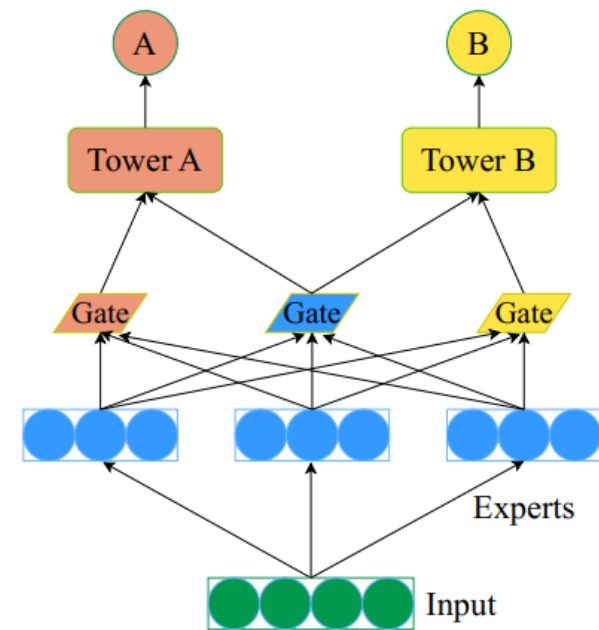 A
B
Tower A
Tower B
Gate
Gate
Gate
Experts
Input